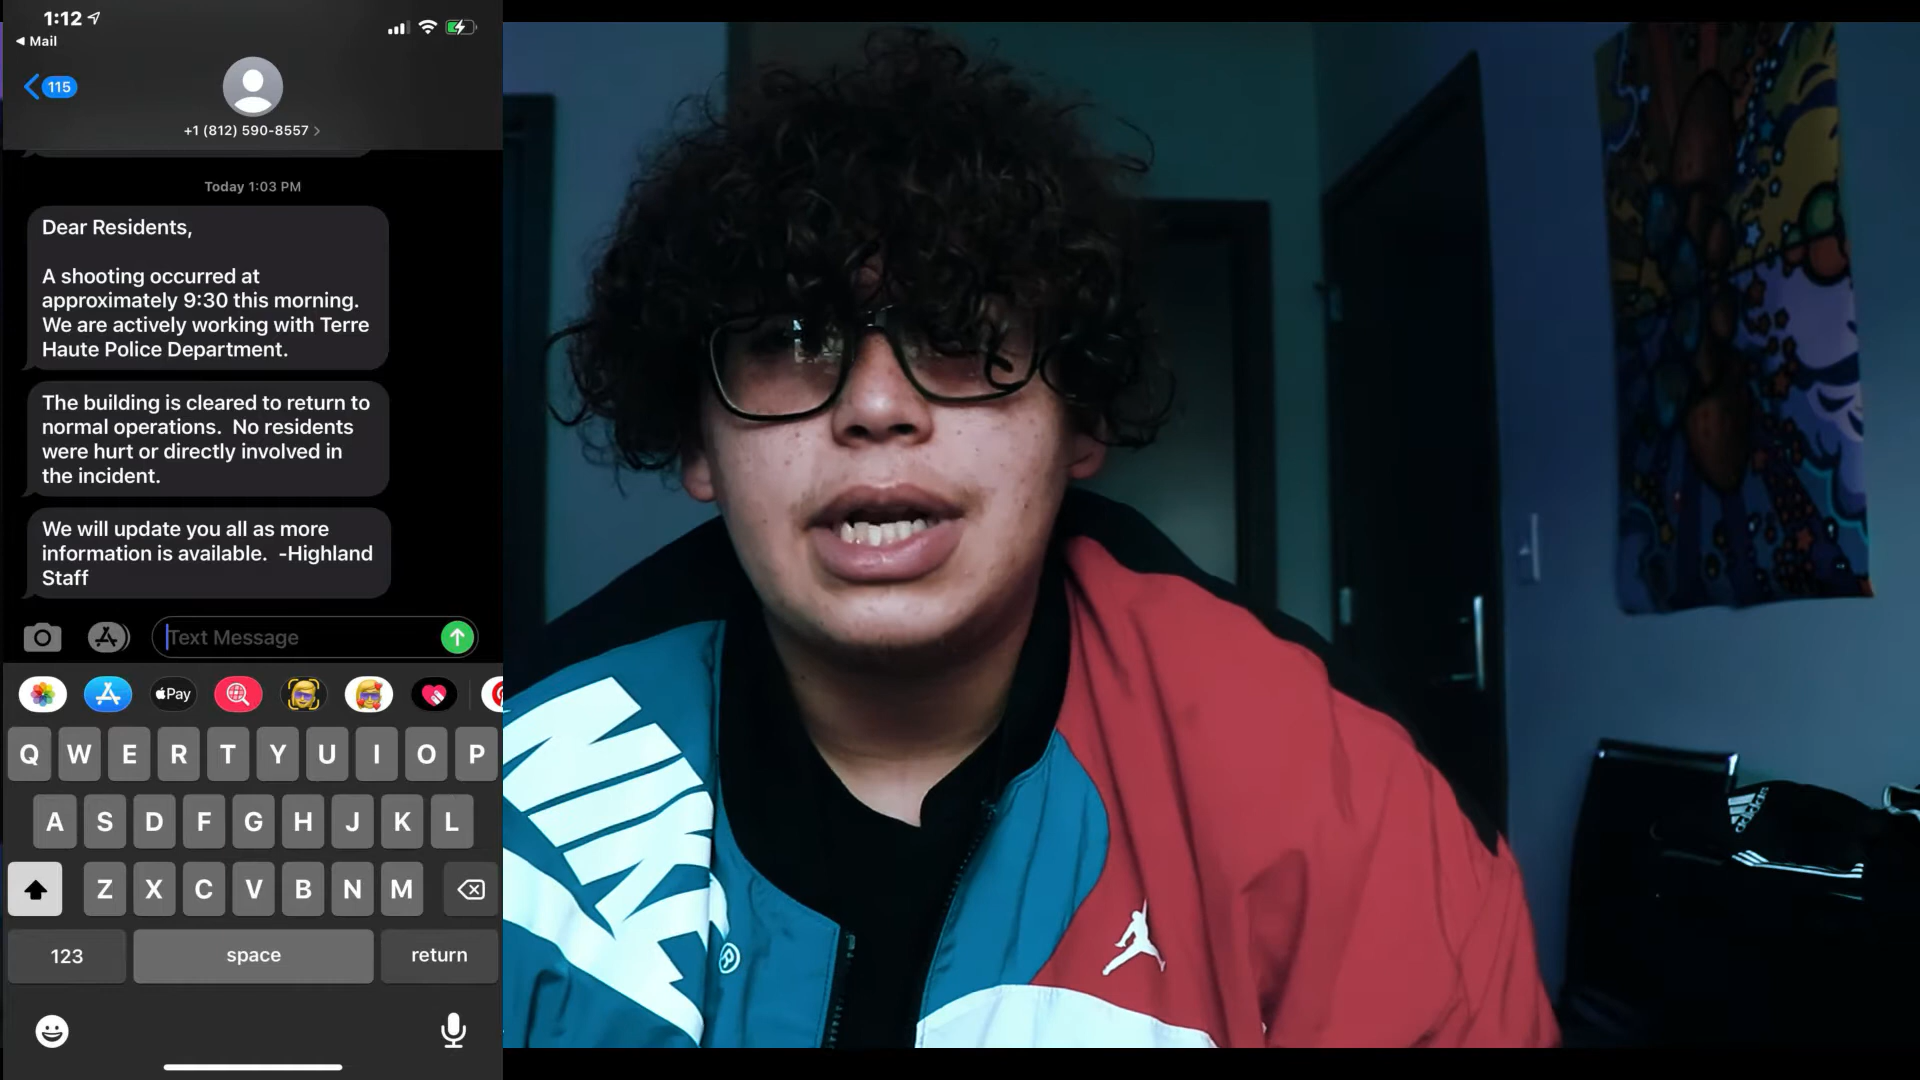 1:12
Mail
115
+1 (812) 590-8557
Today 1:03 PM
Dear Residents,
A shooting occurred at
approximately 9:30 this morning.
We are actively working with Terre
Haute Police Department.
The building is cleared to return to
normal operations.  No residents
were hurt or directly involved in
the incident.
We will update you all as more
information is available.  -Highland
Staff
Text Message
Pay
Q W E R T Y U I O P
A S D F G H J K L
Z X C V B N M
123 space return
NIKE
®
adidas